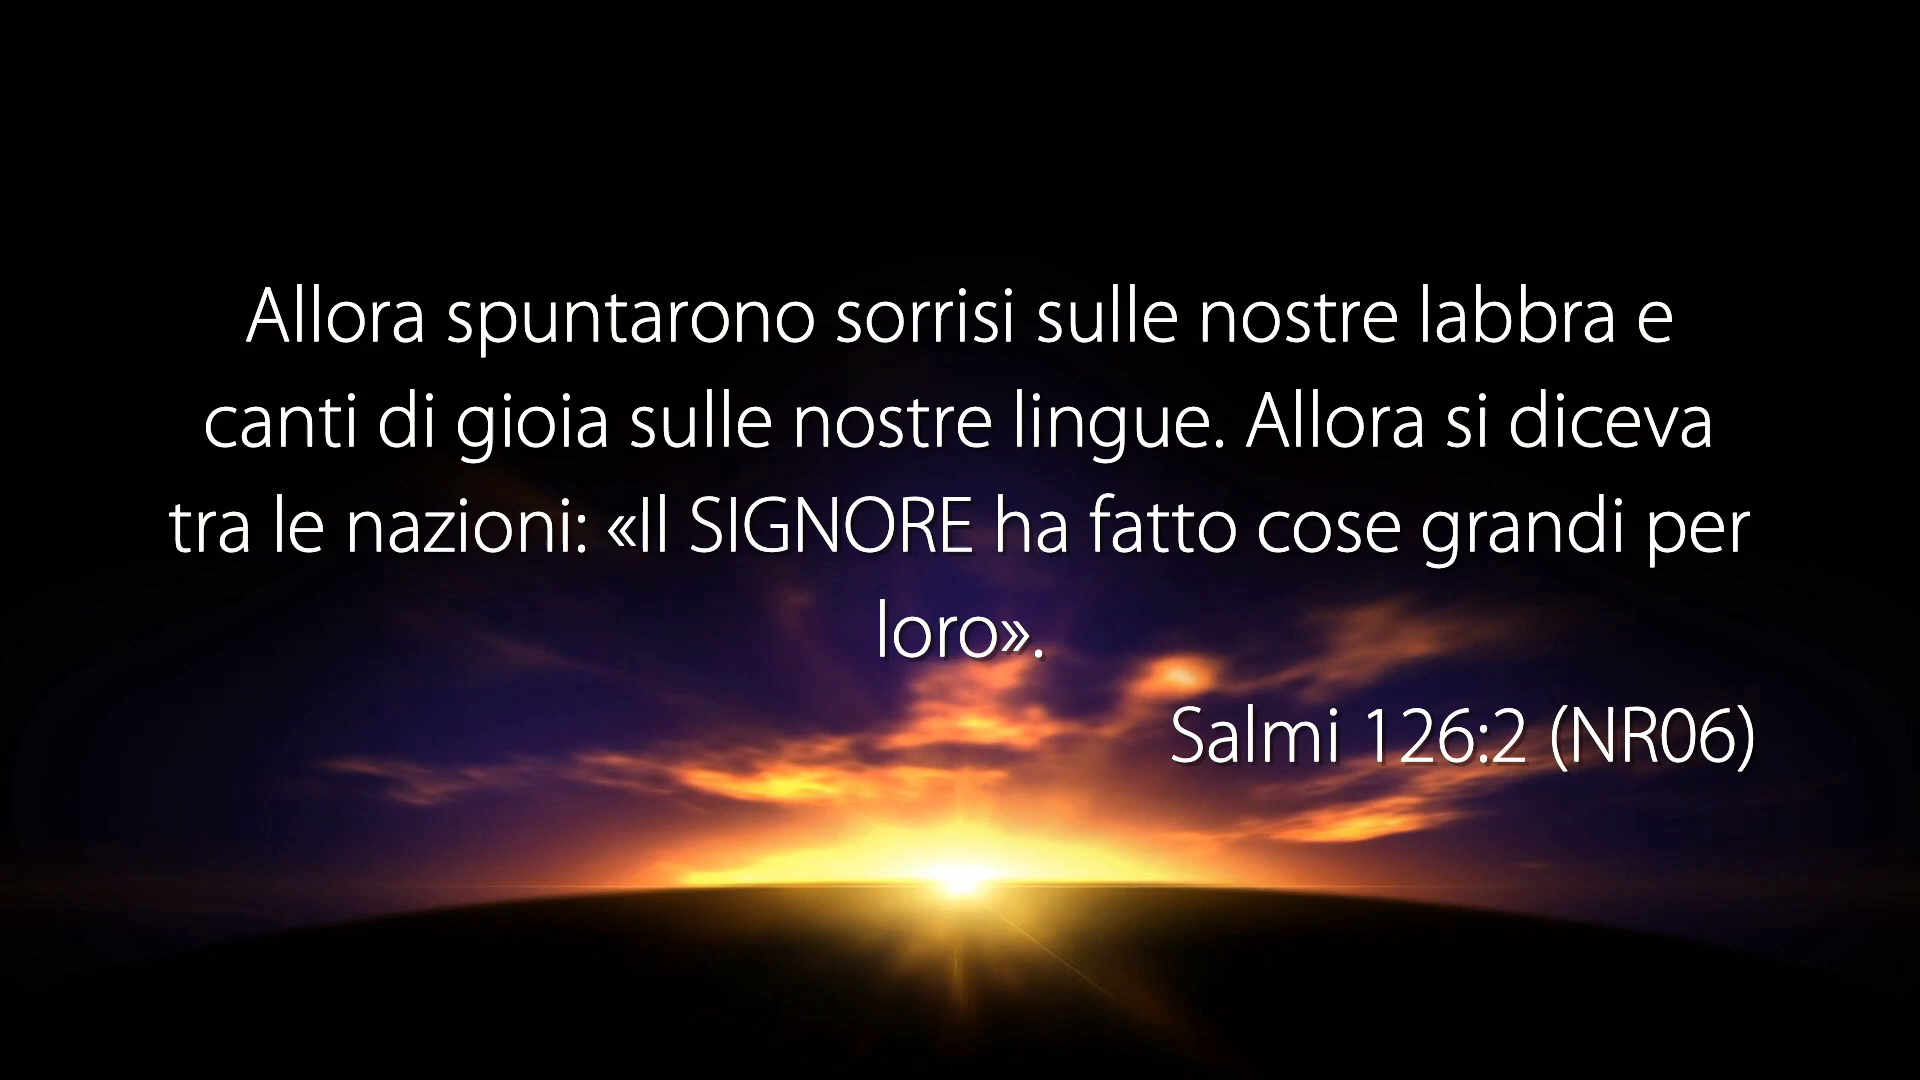 Allora spuntarono sorrisi sulle nostre labbra e
canti di gioia sulle nostre lingue. Allora si diceva
tra le nazioni: «Il SIGNORE ha fatto cose grandi per
loro».
Salmi 126:2 (NR06)